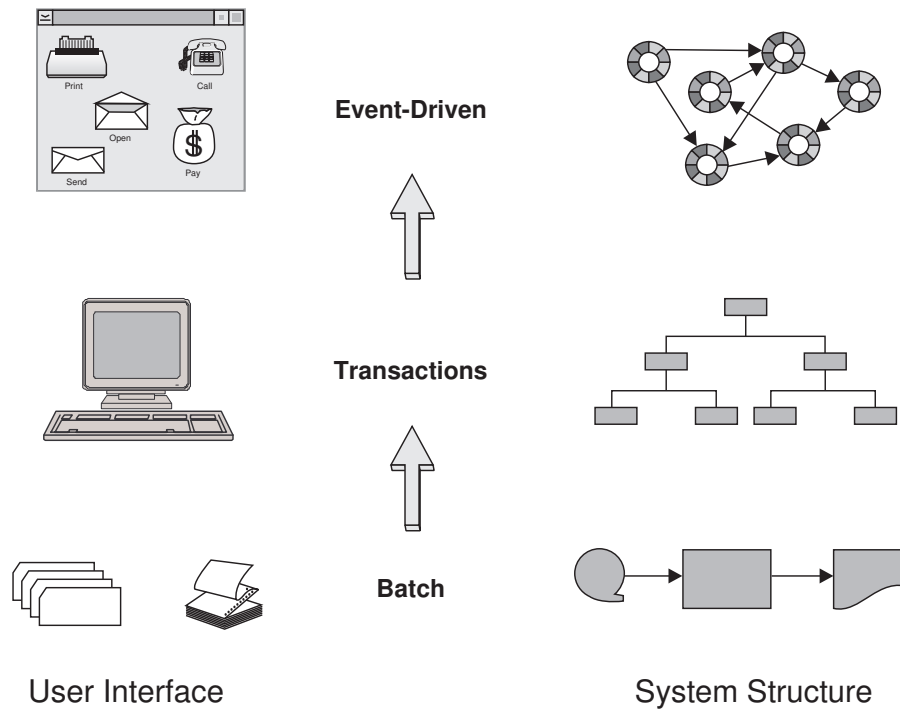 Print
Call
Open
Send
$
Pay
Event-Driven
Transactions
Batch
User Interface
System Structure